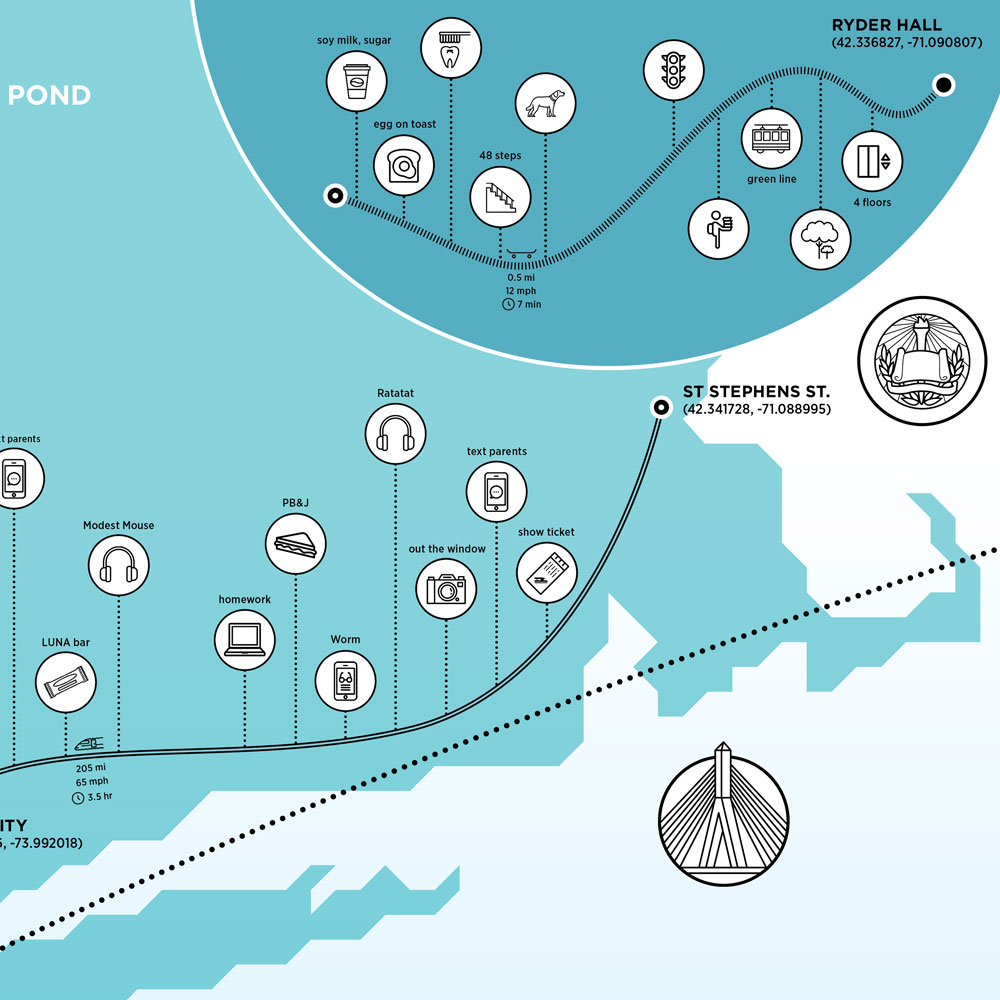 POND
soy milk, sugar
egg on toast
48 steps
0.5 mi
12 mph
7 min
green line
4 floors
RYDER HALL
(42.336827, -71.090807)
ST STEPHENS ST.
(42.341728, -71.088995)
Ratatat
text parents
show ticket
out the window
PB&J
Modest Mouse
homework
Worm
LUNA bar
t parents
205 mi
65 mph
3.5 hr
ITY
, -73.992018)